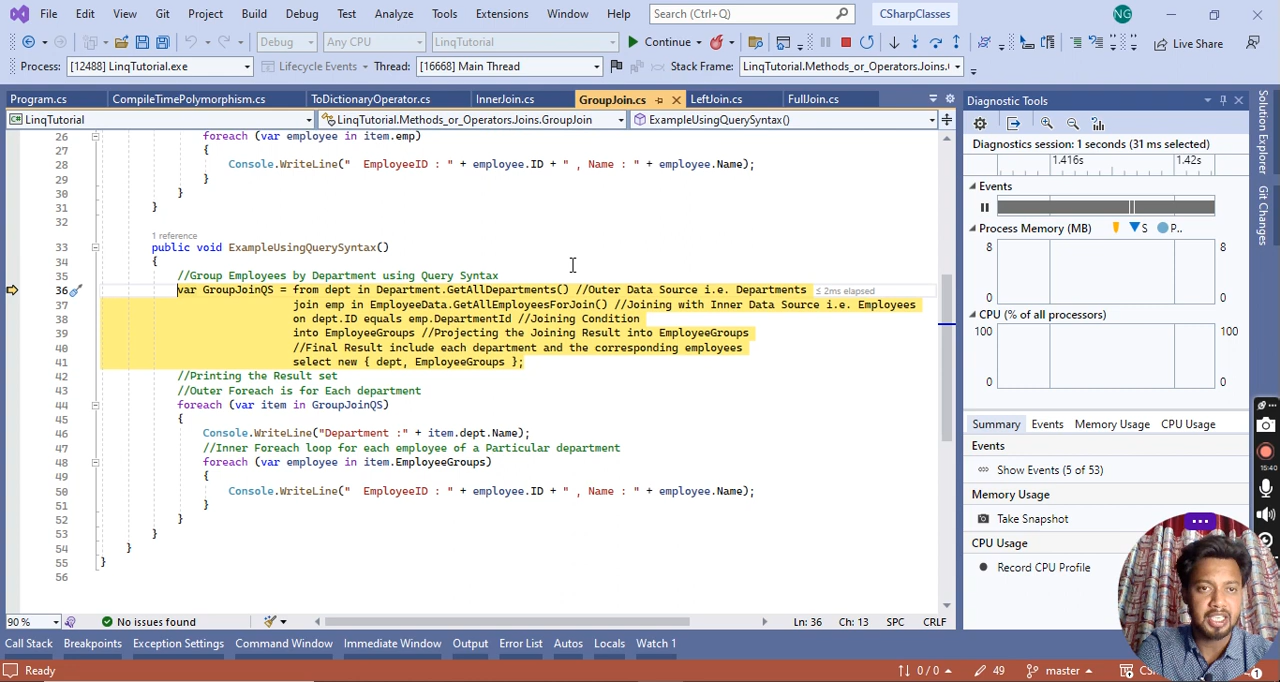 File Edit View Git Project Build Debug Test Analyze Tools Extensions Window Help Search (Ctrl+Q) CSharpClasses NG
Debug Any CPU LinqTutorial Continue Live Share
Process: [12488] LinqTutorial.exe Lifecycle Events Thread: [16668] Main Thread Stack Frame: LinqTutorial.Methods_or_Operators.Joins.
Program.cs CompileTimePolymorphism.cs ToDictionaryOperator.cs InnerJoin.cs GroupJoin.cs LeftJoin.cs FullJoin.cs
LinqTutorial LinqTutorial.Methods_or_Operators.Joins.GroupJoin ExampleUsingQuerySyntax()
26 foreach (var employee in item.emp)
27 {
28 Console.WriteLine("  EmployeeID : " + employee.ID + " , Name : " + employee.Name);
29 }
30 }
31 }
32
1 reference
33 public void ExampleUsingQuerySyntax()
34 {
35 //Group Employees by Department using Query Syntax
36 var GroupJoinQS = from dept in Department.GetAllDepartments() //Outer Data Source i.e. Departments ≤ 2ms elapsed
37 join emp in EmployeeData.GetAllEmployeesForJoin() //Joining with Inner Data Source i.e. Employees
38 on dept.ID equals emp.DepartmentId //Joining Condition
39 into EmployeeGroups //Projecting the Joining Result into EmployeeGroups
40 //Final Result include each department and the corresponding employees
41 select new { dept, EmployeeGroups };
42 //Printing the Result set
43 //Outer Foreach is for Each department
44 foreach (var item in GroupJoinQS)
45 {
46 Console.WriteLine("Department :" + item.dept.Name);
47 //Inner Foreach loop for each employee of a Particular department
48 foreach (var employee in item.EmployeeGroups)
49 {
50 Console.WriteLine("  EmployeeID : " + employee.ID + " , Name : " + employee.Name);
51 }
52 }
53 }
54 }
55 }
56
90 % No issues found Ln: 36 Ch: 13 SPC CRLF
Call Stack Breakpoints Exception Settings Command Window Immediate Window Output Error List Autos Locals Watch 1
Ready 0 / 0 49 master CS 1
Diagnostic Tools
Diagnostics session: 1 seconds (31 ms selected)
1.416s 1.42s
Events
Process Memory (MB) S P..
8 8
0 0
CPU (% of all processors)
100 100
0 0
Summary Events Memory Usage CPU Usage
Events
Show Events (5 of 53)
Memory Usage
Take Snapshot
CPU Usage
Record CPU Profile
Solution Explorer
Git Changes
15:40